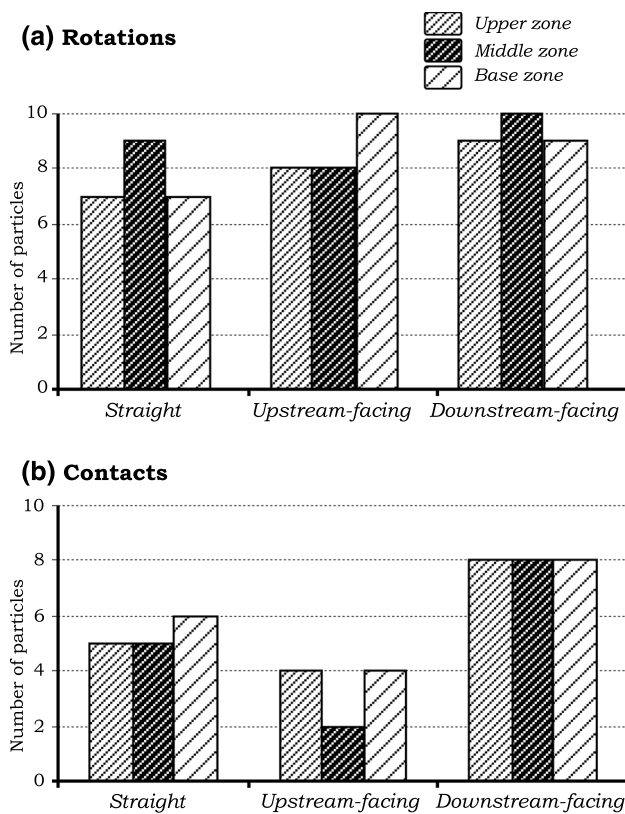 (a) Rotations
Upper zone
Middle zone
Base zone
Number of particles
10
8
6
4
2
0
Straight Upstream-facing Downstream-facing
(b) Contacts
Number of particles
10
8
6
4
2
0
Straight Upstream-facing Downstream-facing